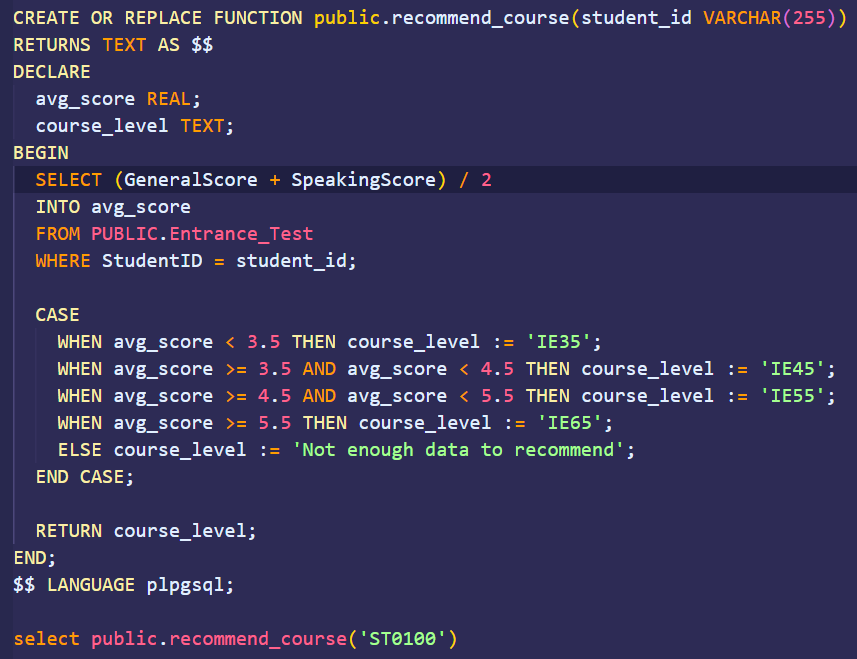 CREATE OR REPLACE FUNCTION public.recommend_course(student_id VARCHAR(255))
RETURNS TEXT AS $$
DECLARE
  avg_score REAL;
  course_level TEXT;
BEGIN
  SELECT (GeneralScore + SpeakingScore) / 2
  INTO avg_score
  FROM PUBLIC.Entrance_Test
  WHERE StudentID = student_id;

  CASE
    WHEN avg_score < 3.5 THEN course_level := 'IE35';
    WHEN avg_score >= 3.5 AND avg_score < 4.5 THEN course_level := 'IE45';
    WHEN avg_score >= 4.5 AND avg_score < 5.5 THEN course_level := 'IE55';
    WHEN avg_score >= 5.5 THEN course_level := 'IE65';
    ELSE course_level := 'Not enough data to recommend';
  END CASE;

  RETURN course_level;
END;
$$ LANGUAGE plpgsql;

select public.recommend_course('ST0100')